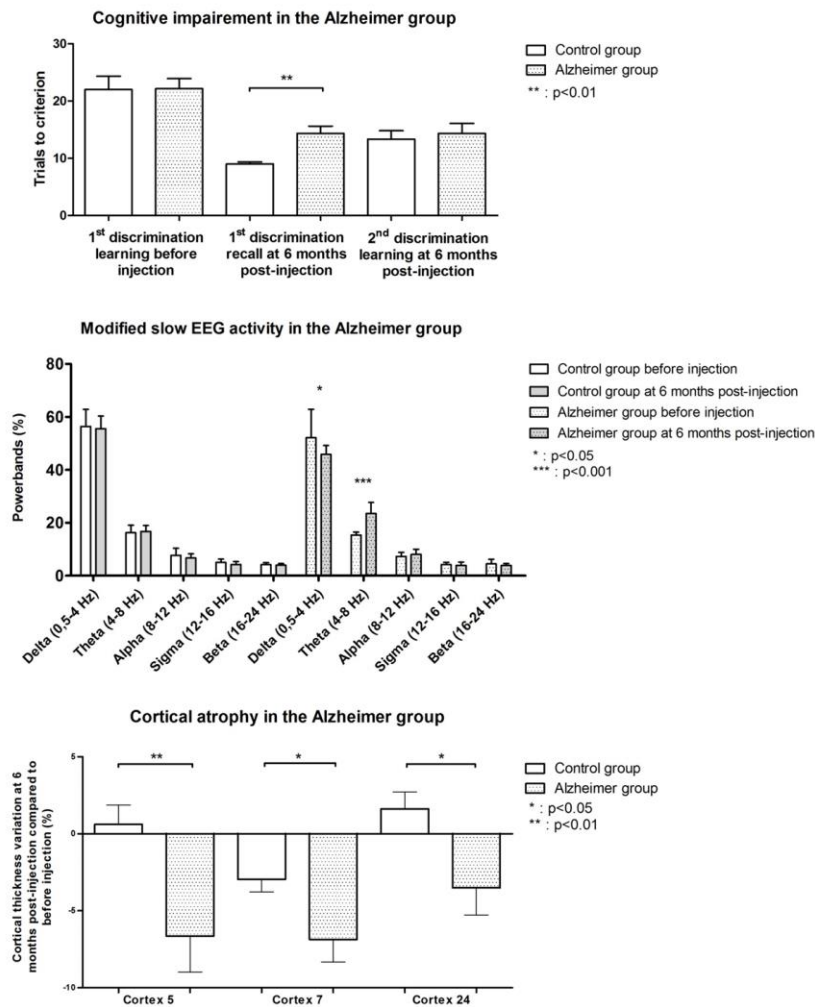 Cognitive impairement in the Alzheimer group
Control group
Alzheimer group
** : p<0.01
Trials to criterion
30
20
10
0
**
1st discrimination
learning before
injection
1st discrimination
recall at 6 months
post-injection
2nd discrimination
learning at 6 months
post-injection
Modified slow EEG activity in the Alzheimer group
Control group before injection
Control group at 6 months post-injection
Alzheimer group before injection
Alzheimer group at 6 months post-injection
* : p<0.05
*** : p<0.001
Powerbands (%)
80
60
40
20
0
*
***
Delta (0,5-4 Hz)
Theta (4-8 Hz)
Alpha (8-12 Hz)
Sigma (12-16 Hz)
Beta (16-24 Hz)
Delta (0,5-4 Hz)
Theta (4-8 Hz)
Alpha (8-12 Hz)
Sigma (12-16 Hz)
Beta (16-24 Hz)
Cortical atrophy in the Alzheimer group
Control group
Alzheimer group
* : p<0.05
** : p<0.01
Cortical thickness variation at 6
months post-injection compared to
before injection (%)
5
0
-5
-10
**
*
*
Cortex 5
Cortex 7
Cortex 24